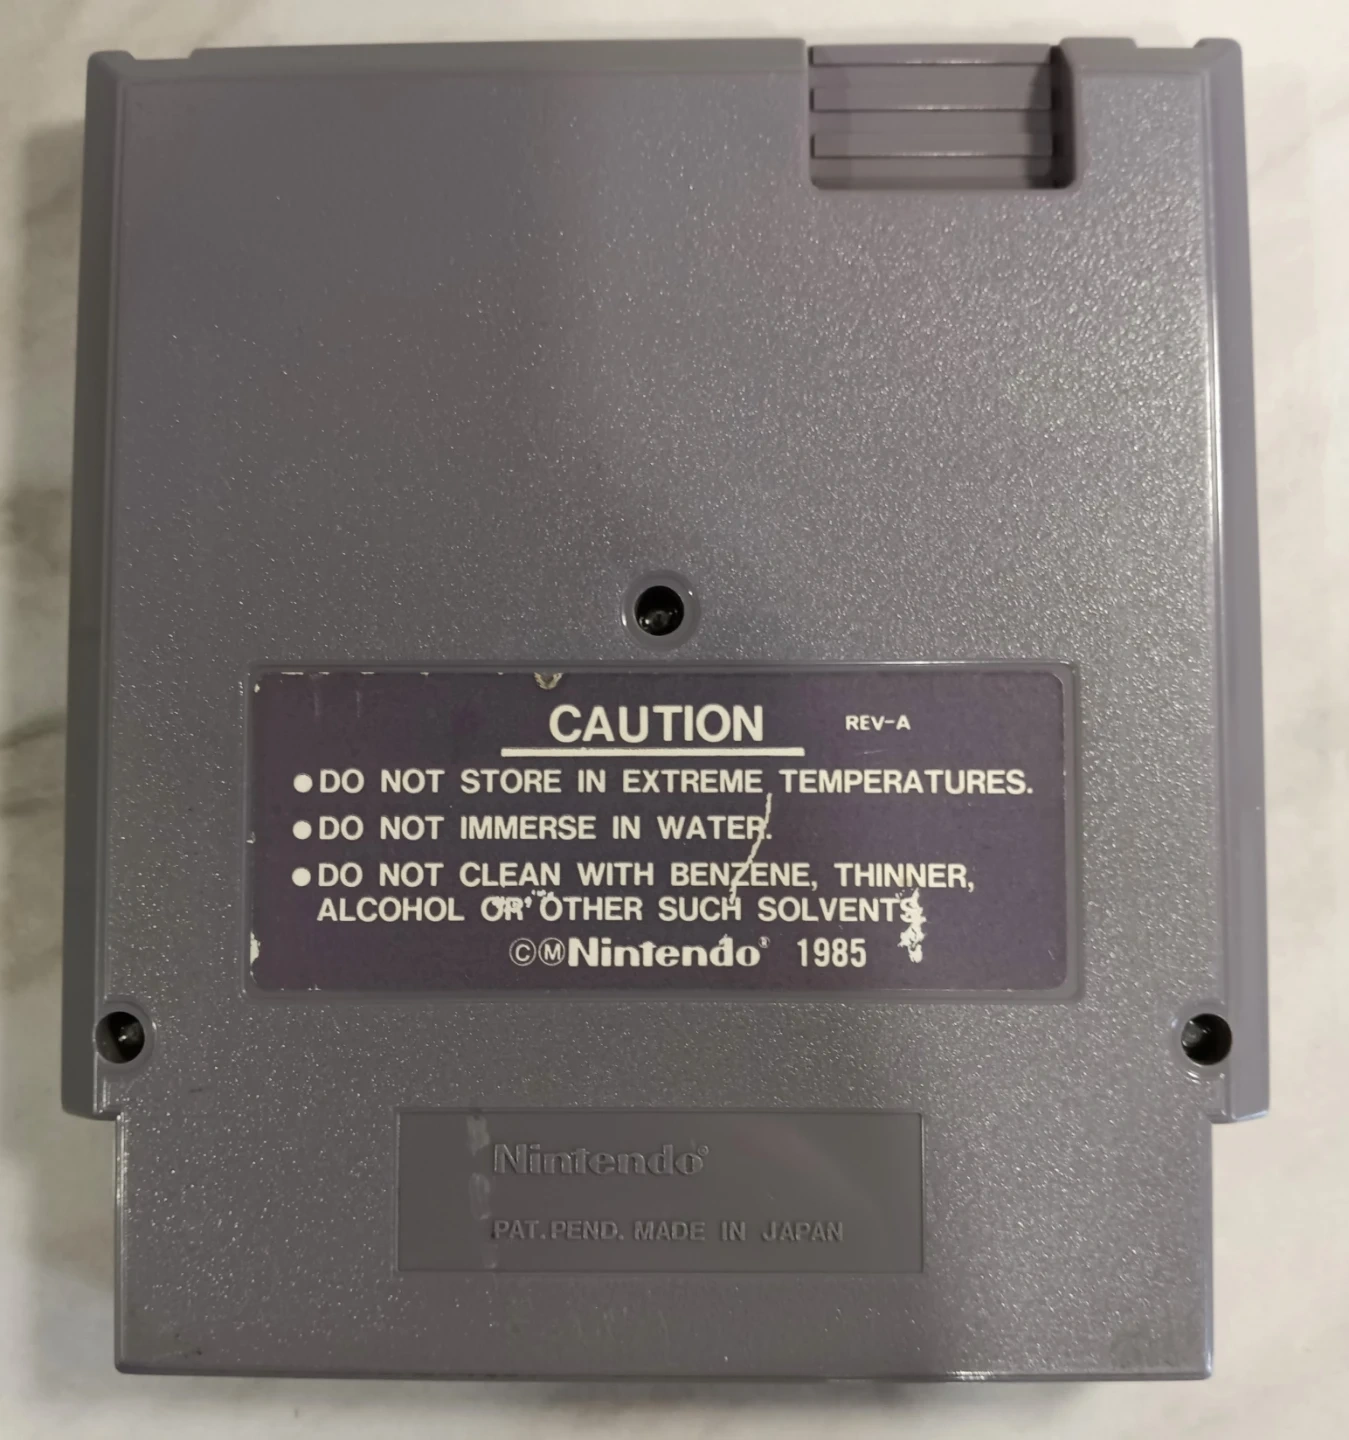 CAUTION REV-A
●DO NOT STORE IN EXTREME TEMPERATURES.
●DO NOT IMMERSE IN WATER.
●DO NOT CLEAN WITH BENZENE, THINNER,
ALCOHOL OR OTHER SUCH SOLVENTS.
©ⓂNintendo® 1985
Nintendo®
PAT.PEND. MADE IN JAPAN